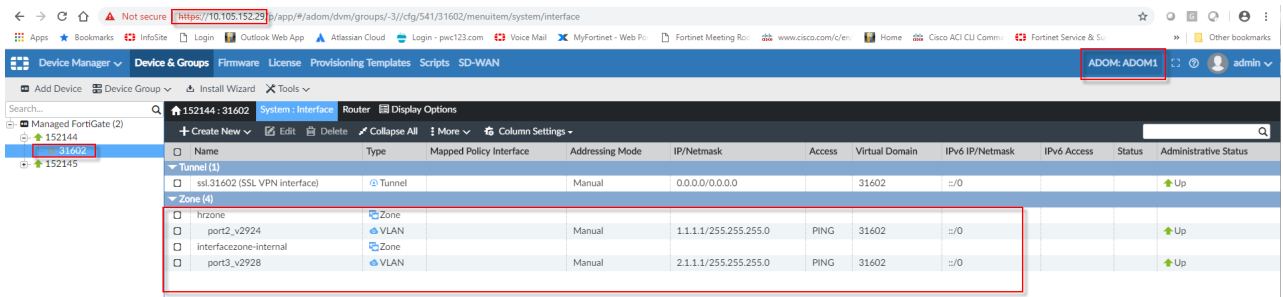 Not secure https://10.105.152.29/p/app/#/adom/dvm/groups/-3//cfg/541/31602/menuitem/system/interface
Apps Bookmarks InfoSite Login Outlook Web App Atlassian Cloud Login - pwc123.com Voice Mail MyFortinet - Web Po Fortinet Meeting Roo www.cisco.com/c/en Home Cisco ACI CLI Comm Fortinet Service & Su » Other bookmarks
Device Manager Device & Groups Firmware License Provisioning Templates Scripts SD-WAN ADOM: ADOM1 admin
Add Device Device Group Install Wizard Tools
Search... 152144 : 31602 System : Interface Router Display Options
Managed FortiGate (2)
152144
31602
152145
Create New Edit Delete Collapse All More Column Settings
Name Type Mapped Policy Interface Addressing Mode IP/Netmask Access Virtual Domain IPv6 IP/Netmask IPv6 Access Status Administrative Status
Tunnel (1)
ssl.31602 (SSL VPN interface) Tunnel Manual 0.0.0.0/0.0.0.0 31602 ::/0 Up
Zone (4)
hrzone Zone
port2_v2924 VLAN Manual 1.1.1.1/255.255.255.0 PING 31602 ::/0 Up
interfacezone-internal Zone
port3_v2928 VLAN Manual 2.1.1.1/255.255.255.0 PING 31602 ::/0 Up